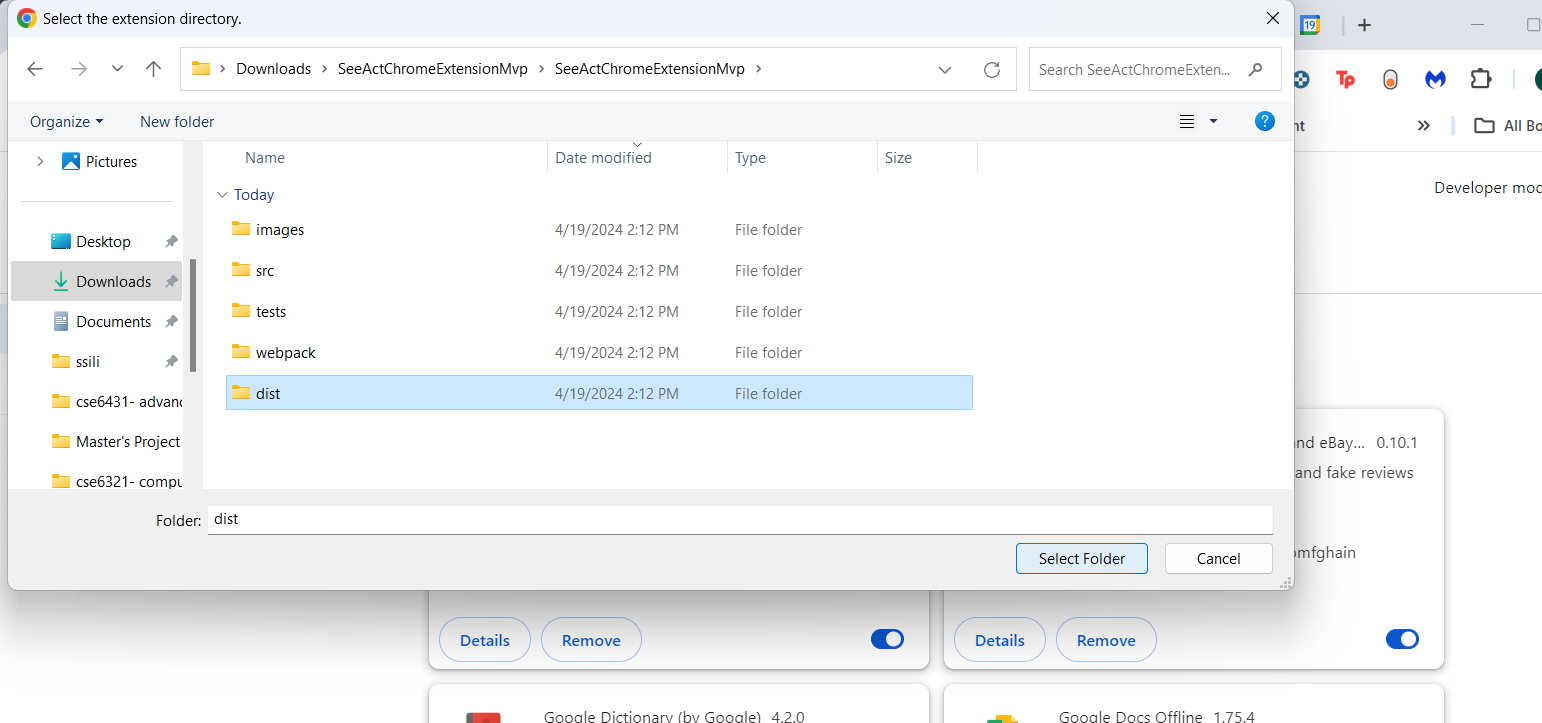 Select the extension directory.
19
Downloads > SeeActChromeExtensionMvp > SeeActChromeExtensionMvp >
Search SeeActChromeExten...
Tp
Organize
New folder
?
nt
»
All Bo
Pictures
Name
Date modified
Type
Size
Developer mod
Today
images 4/19/2024 2:12 PM File folder
Desktop
src 4/19/2024 2:12 PM File folder
Downloads
tests 4/19/2024 2:12 PM File folder
Documents
webpack 4/19/2024 2:12 PM File folder
ssili
dist 4/19/2024 2:12 PM File folder
cse6431- advanc
Master's Project
cse6321- compu
and eBay... 0.10.1
and fake reviews
Folder: dist
Select Folder
Cancel
omfghain
Details
Remove
Details
Remove
Google Dictionary (by Google) 4.2.0
Google Docs Offline 1.75.4